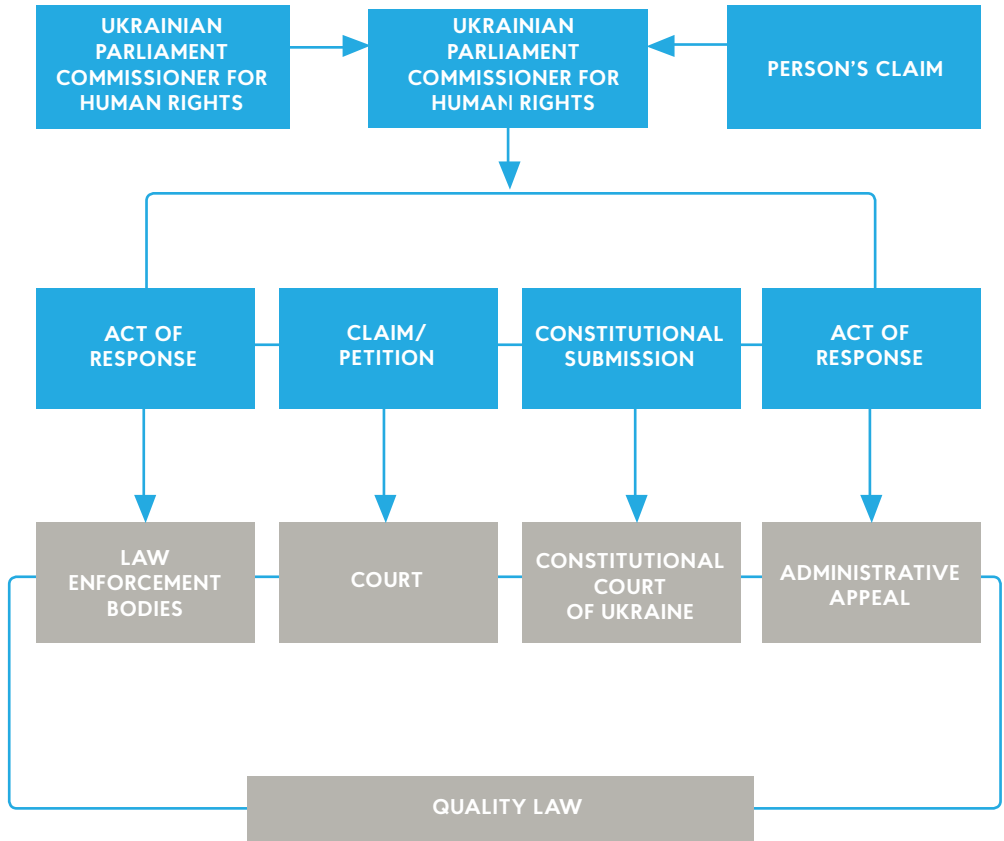 UKRAINIAN
PARLIAMENT
COMMISSIONER FOR
HUMAN RIGHTS
UKRAINIAN
PARLIAMENT
COMMISSIONER FOR
HUMAN RIGHTS
PERSON'S CLAIM
ACT OF
RESPONSE
CLAIM/
PETITION
CONSTITUTIONAL
SUBMISSION
ACT OF
RESPONSE
LAW
ENFORCEMENT
BODIES
COURT
CONSTITUTIONAL
COURT
OF UKRAINE
ADMINISTRATIVE
APPEAL
QUALITY LAW